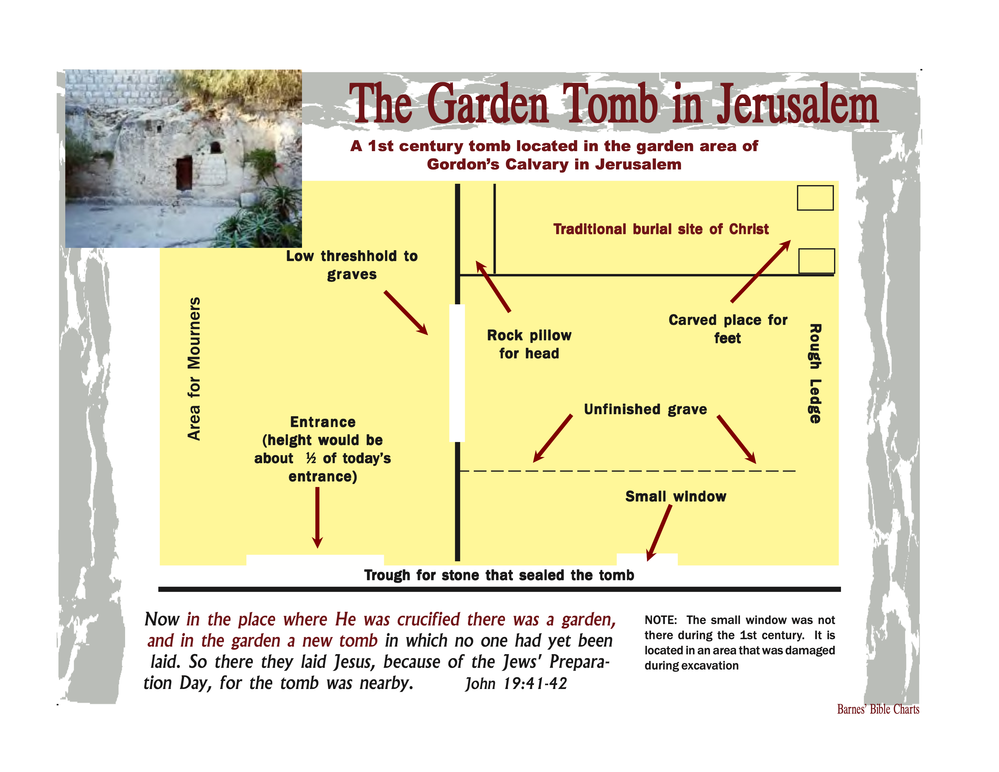 The Garden Tomb in Jerusalem
A 1st century tomb located in the garden area of
Gordon's Calvary in Jerusalem
Traditional burial site of Christ
Low threshhold to
graves
Area for Mourners
Rock pillow
for head
Carved place for
feet
Rough Ledge
Unfinished grave
Entrance
(height would be
about ½ of today's
entrance)
Small window
Trough for stone that sealed the tomb
Now in the place where He was crucified there was a garden,
and in the garden a new tomb in which no one had yet been
laid. So there they laid Jesus, because of the Jews' Prepara-
tion Day, for the tomb was nearby. John 19:41-42
NOTE: The small window was not
there during the 1st century. It is
located in an area that was damaged
during excavation
Barnes' Bible Charts